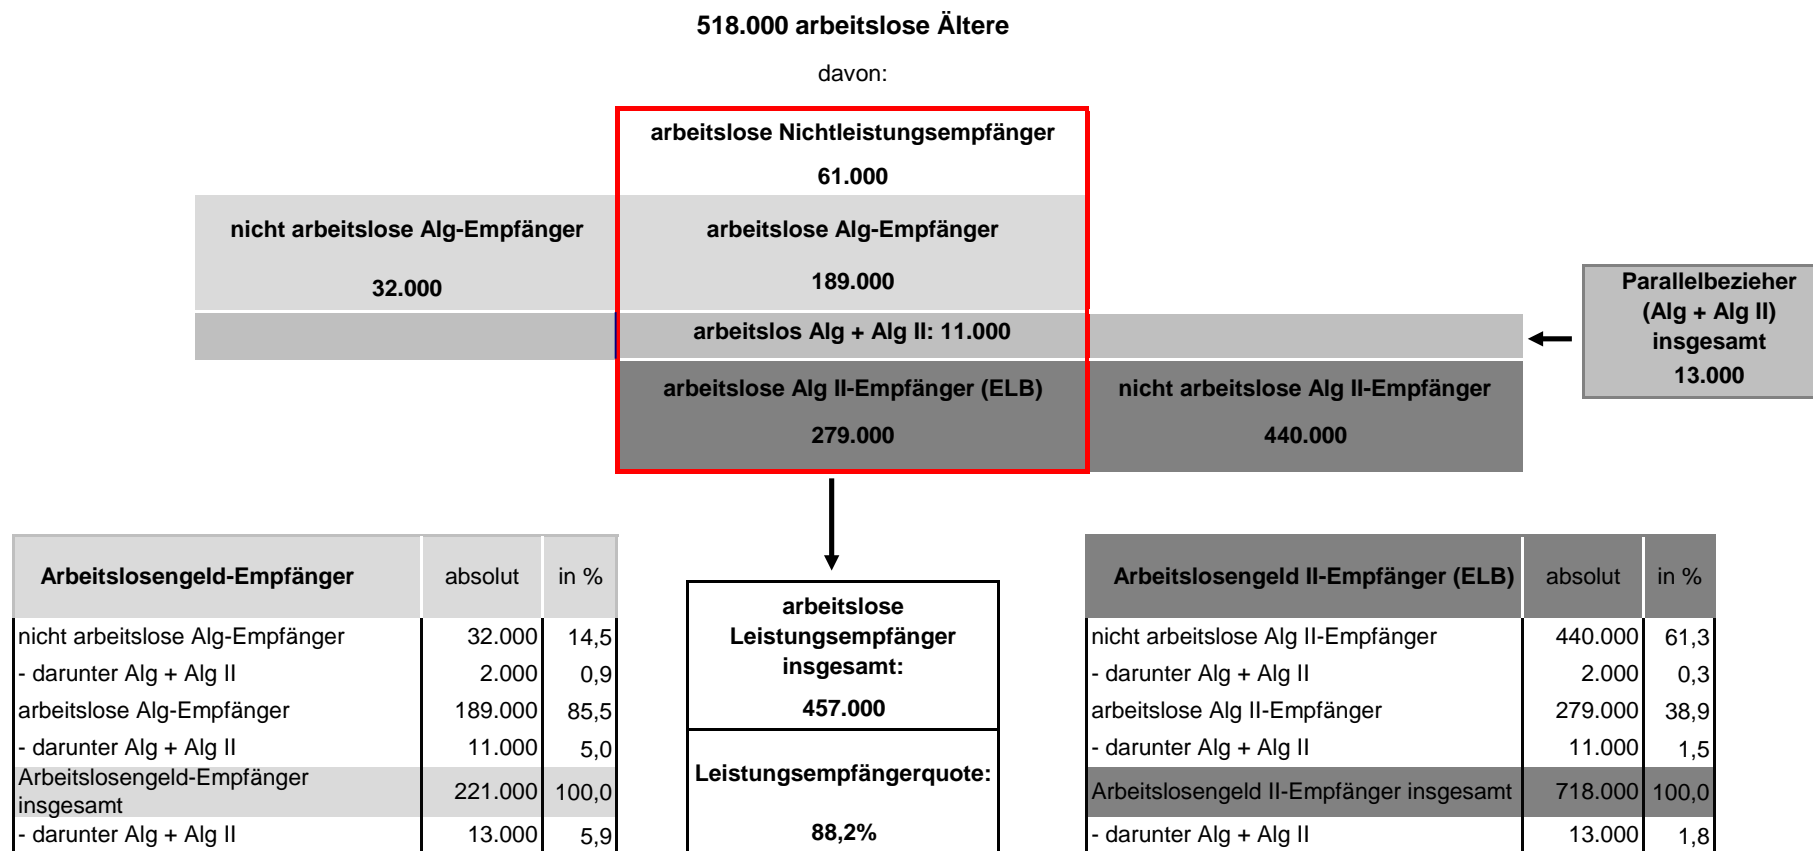 518.000 arbeitslose Ältere
davon:
arbeitslose Nichtleistungsempfänger
61.000
nicht arbeitslose Alg-Empfänger
32.000
arbeitslose Alg-Empfänger
189.000
arbeitslos Alg + Alg II: 11.000
Parallelbezieher
(Alg + Alg II)
insgesamt
13.000
arbeitslose Alg II-Empfänger (ELB)
279.000
nicht arbeitslose Alg II-Empfänger
440.000
Arbeitslosengeld-Empfänger absolut in %
nicht arbeitslose Alg-Empfänger 32.000 14,5
- darunter Alg + Alg II 2.000 0,9
arbeitslose Alg-Empfänger 189.000 85,5
- darunter Alg + Alg II 11.000 5,0
Arbeitslosengeld-Empfänger
insgesamt 221.000 100,0
- darunter Alg + Alg II 13.000 5,9
arbeitslose
Leistungsempfänger
insgesamt:
457.000
Leistungsempfängerquote:
88,2%
Arbeitslosengeld II-Empfänger (ELB) absolut in %
nicht arbeitslose Alg II-Empfänger 440.000 61,3
- darunter Alg + Alg II 2.000 0,3
arbeitslose Alg II-Empfänger 279.000 38,9
- darunter Alg + Alg II 11.000 1,5
Arbeitslosengeld II-Empfänger insgesamt 718.000 100,0
- darunter Alg + Alg II 13.000 1,8